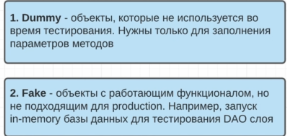 1. Dummy - объекты, которые не используется во
время тестирования. Нужны только для заполнения
параметров методов
2. Fake - объекты с работающим функционалом, но
не подходящим для production. Например, запуск
in-memory базы данных для тестирования DAO слоя